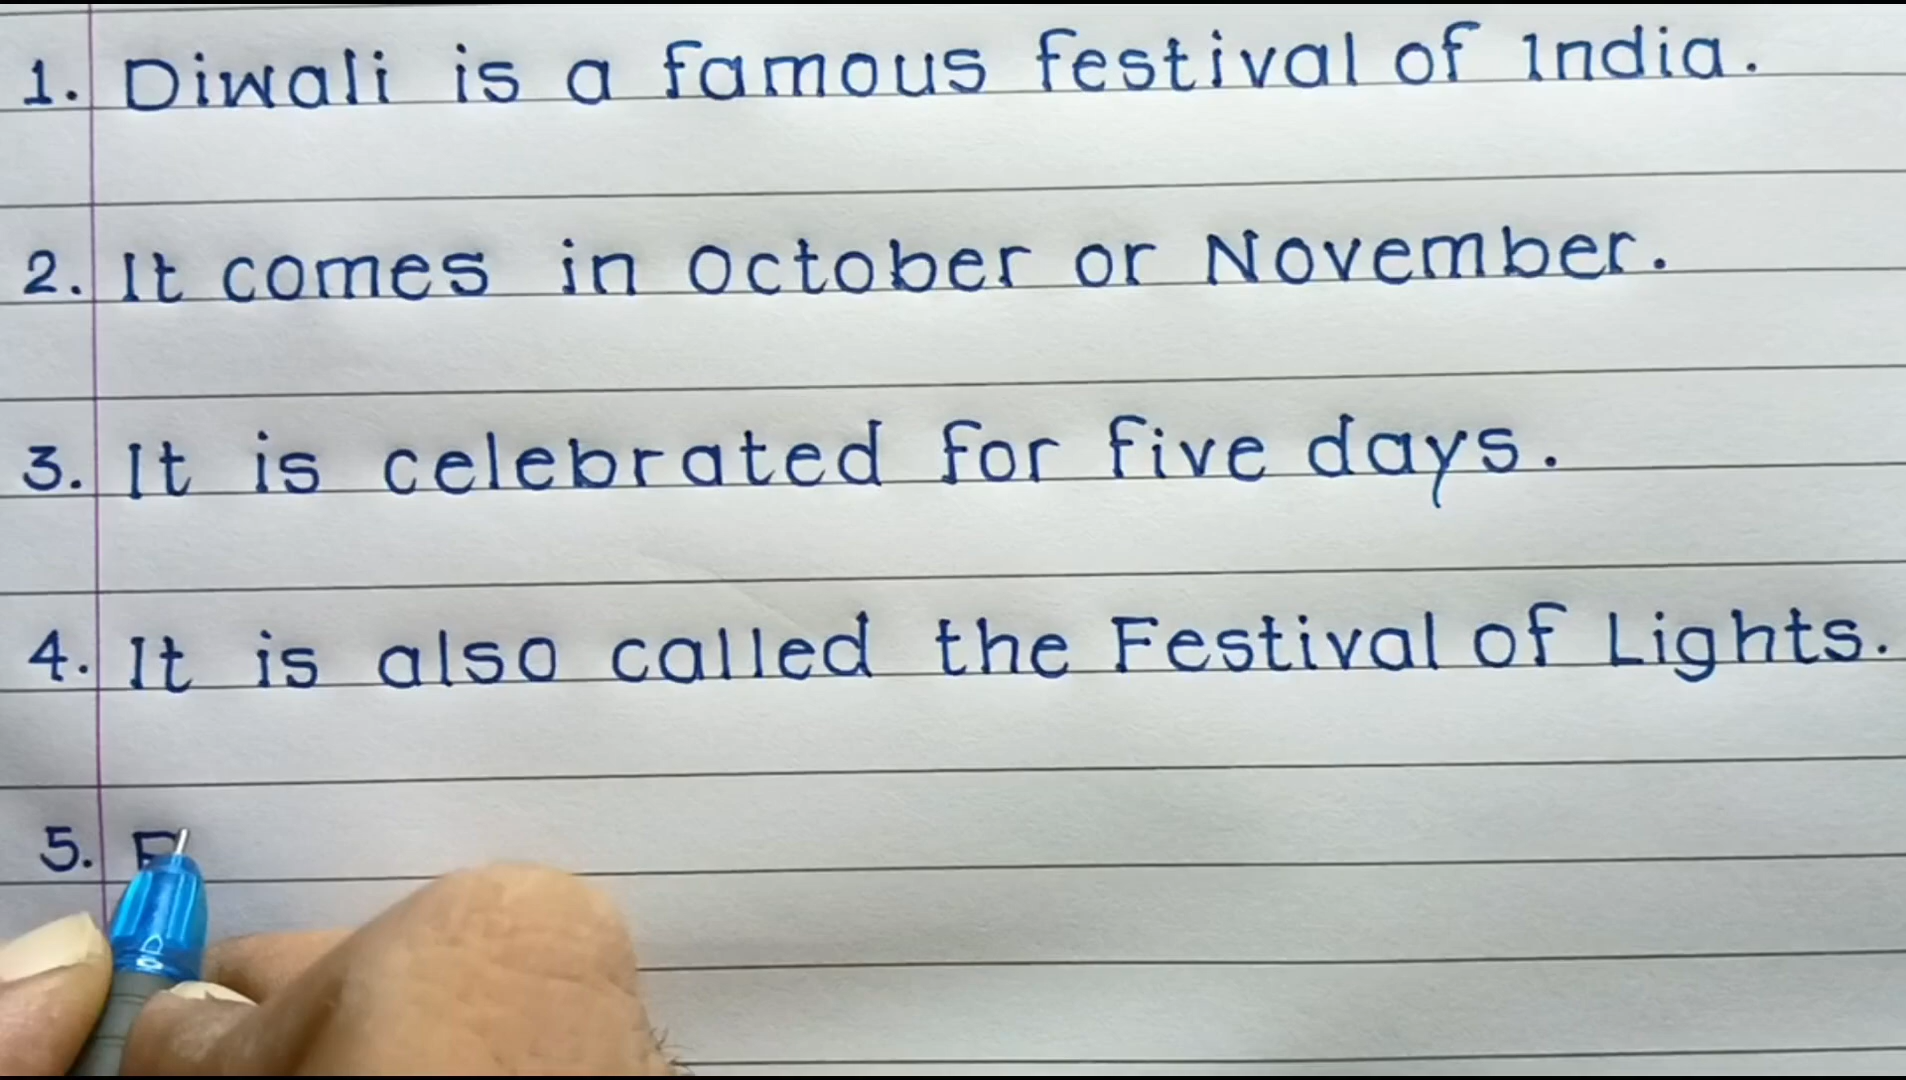 1. Diwali is a famous festival of India.
2. It comes in October or November.
3. It is celebrated for five days.
4. It is also called the Festival of Lights.
5.